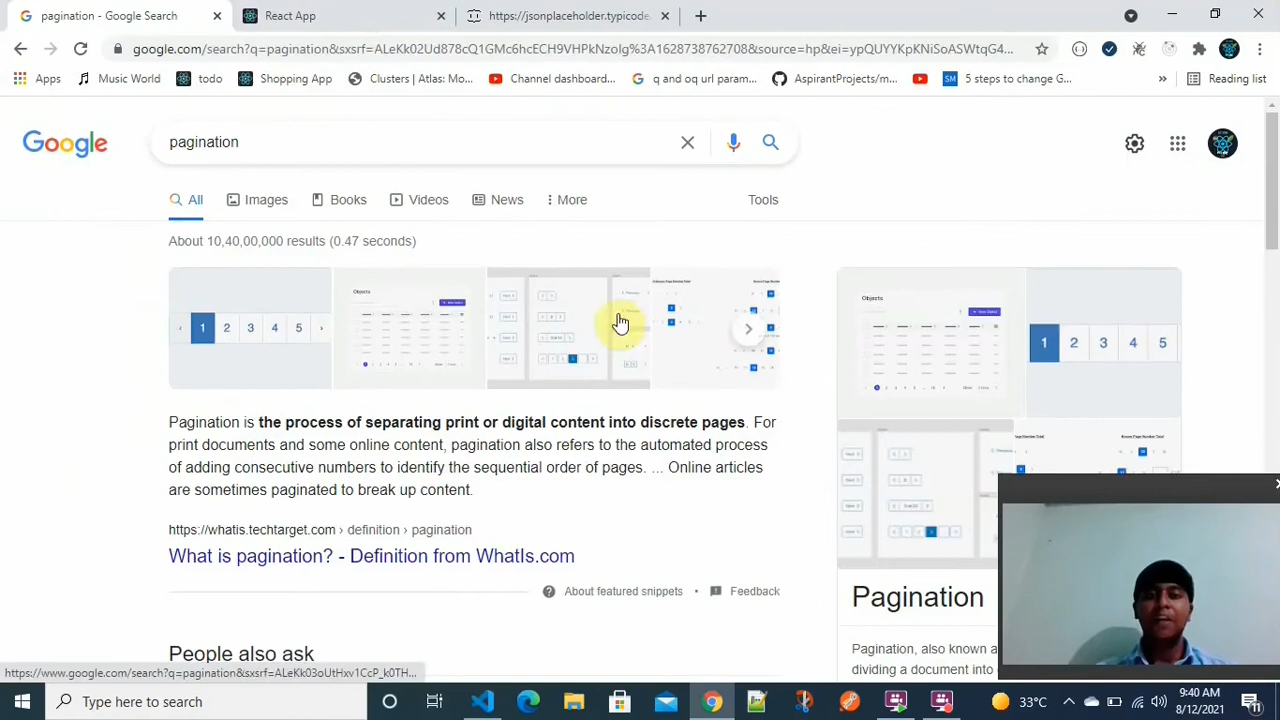 pagination - Google Search
React App
https://jsonplaceholder.typicode.
google.com/search?q=pagination&sxsrf=ALeKk02Ud878cQ1GMc6hcECH9VHPkNzolg%3A1628738762708&source=hp&ei=ypQUYYKpKNiSoASWtqG4...
Apps
Music World
todo
Shopping App
Clusters | Atlas: Mo...
Channel dashboard...
q and oq url param...
AspirantProjects/m...
5 steps to change G...
»
Reading list
Google
pagination
All
Images
Books
Videos
News
More
Tools
About 10,40,00,000 results (0.47 seconds)
‹ 1 2 3 4 5 ›
Objects
Objects
1 2 3 4 5
Pagination is the process of separating print or digital content into discrete pages. For
print documents and some online content, pagination also refers to the automated process
of adding consecutive numbers to identify the sequential order of pages. ... Online articles
are sometimes paginated to break up content.
https://whatis.techtarget.com › definition › pagination
What is pagination? - Definition from WhatIs.com
About featured snippets
•
Feedback
People also ask
Pagination
Pagination, also known a
dividing a document into
https://www.google.com/search?q=pagination&sxsrf=ALeKk03oUtHxv1CcP_k0TH...
Type here to search
33°C
9:40 AM
8/12/2021
11